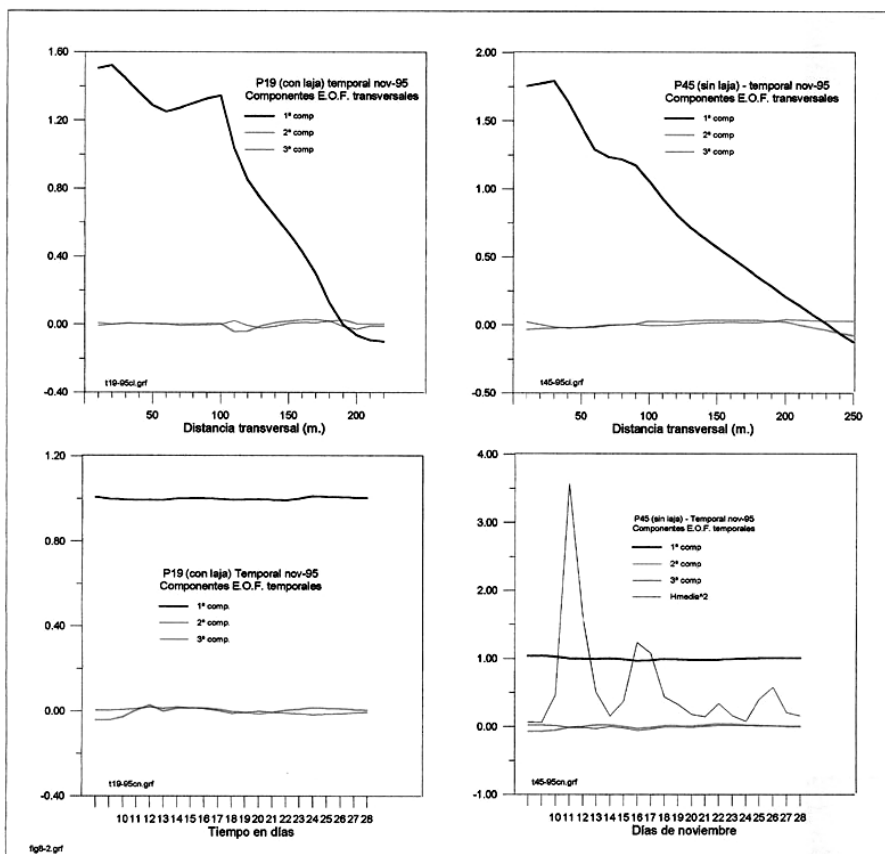 1.60
1.20
0.80
0.40
0.00
-0.40
P19 (con laja) temporal nov-95
Componentes E.O.F. transversales
1ª comp
2ª comp
3ª comp
t19-95cl.grf
50 100 150 200
Distancia transversal (m.)
2.00
1.50
1.00
0.50
0.00
-0.50
P45 (sin laja) - temporal nov-95
Componentes E.O.F. transversales
1ª comp
2ª comp
3ª comp
t45-95cl.grf
50 100 150 200 250
Distancia transversal (m.)
1.20
0.80
0.40
0.00
-0.40
P19 (con laja) Temporal nov-95
Componentes E.O.F. temporales
1ª comp.
2ª comp.
3ª comp.
t19-95cn.grf
10 11 12 13 14 15 16 17 18 19 20 21 22 23 24 25 26 27 28
Tiempo en días
4.00
3.00
2.00
1.00
0.00
-1.00
P45 (sin laja) - Temporal nov-95
Componentes E.O.F. temporales
1ª comp
2ª comp
3ª comp
Hmedia^2
t45-95cn.grf
10 11 12 13 14 15 16 17 18 19 20 21 22 23 24 25 26 27 28
Días de noviembre
fig8-2.grf